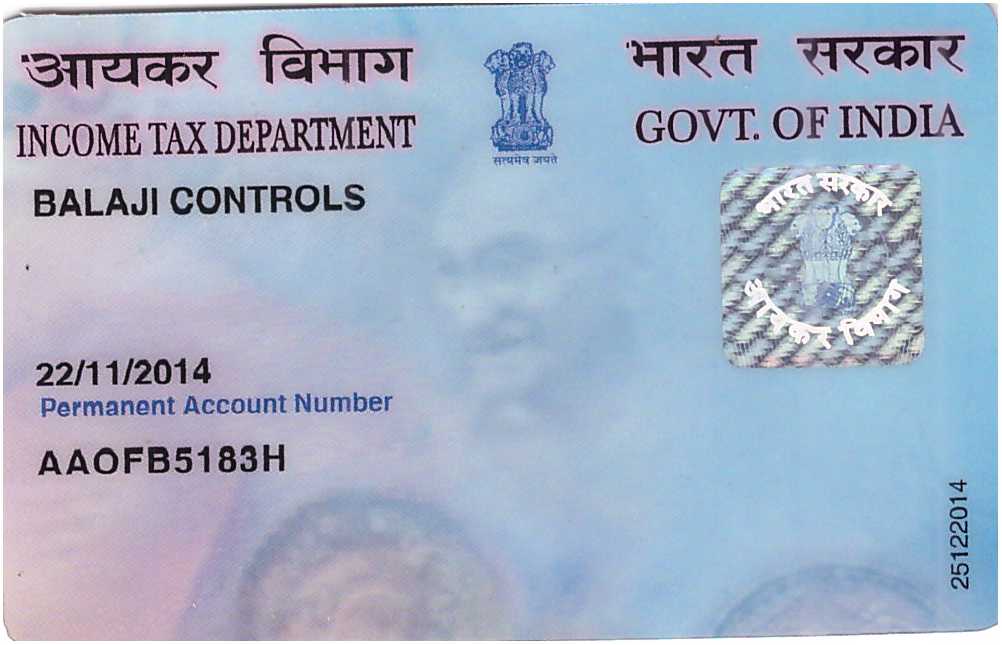 आयकर विभाग
INCOME TAX DEPARTMENT
सत्यमेव जयते
भारत सरकार
GOVT. OF INDIA
BALAJI CONTROLS
भारत सरकार
आयकर विभाग
22/11/2014
Permanent Account Number
AAOFB5183H
25122014